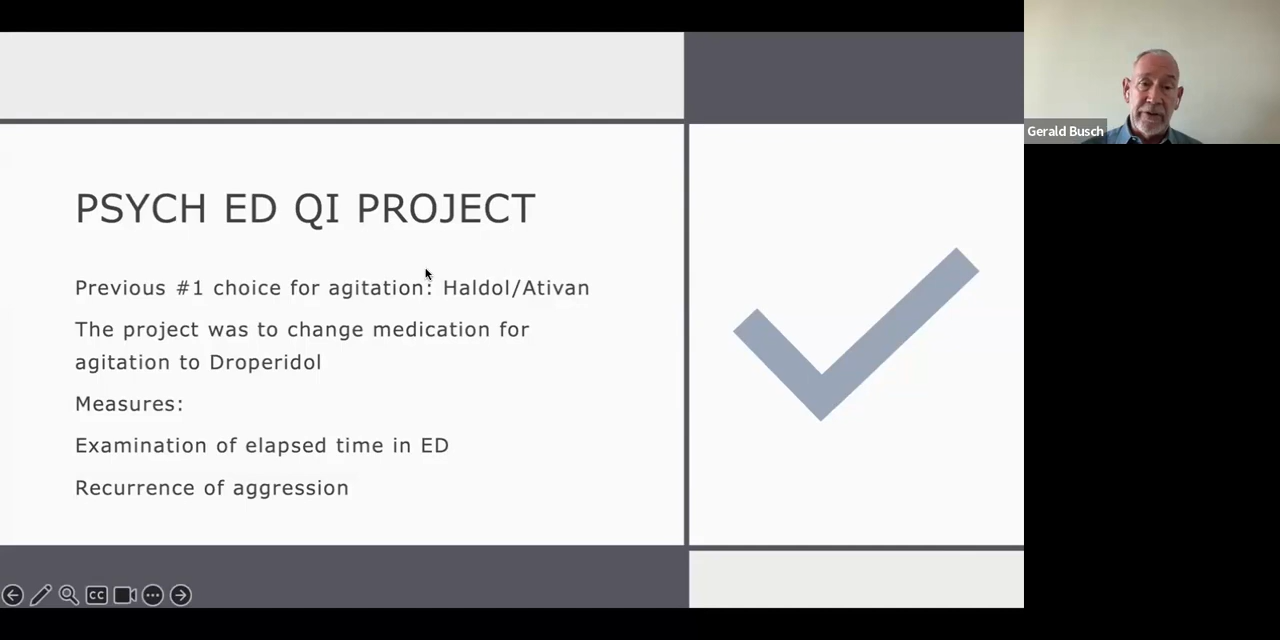 PSYCH ED QI PROJECT
Previous #1 choice for agitation: Haldol/Ativan
The project was to change medication for
agitation to Droperidol
Measures:
Examination of elapsed time in ED
Recurrence of aggression
CC
Gerald Busch